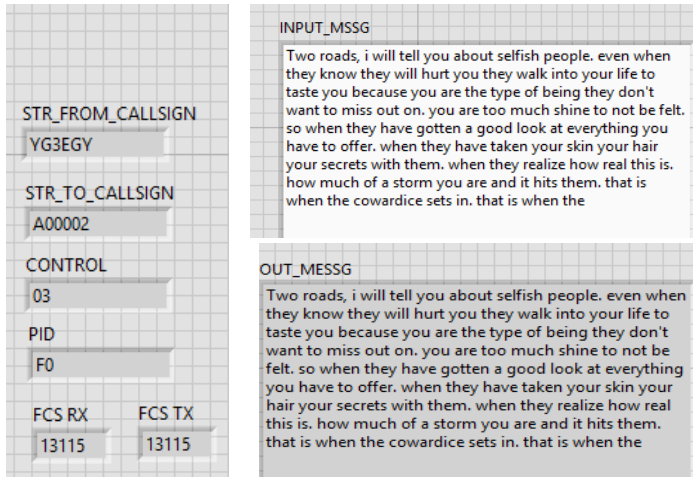 STR_FROM_CALLSIGN
YG3EGY
STR_TO_CALLSIGN
A00002
CONTROL
03
PID
F0
FCS RX
FCS TX
13115
13115
INPUT_MSSG
Two roads, i will tell you about selfish people. even when
they know they will hurt you they walk into your life to
taste you because you are the type of being they don't
want to miss out on. you are too much shine to not be felt.
so when they have gotten a good look at everything you
have to offer. when they have taken your skin your hair
your secrets with them. when they realize how real this is.
how much of a storm you are and it hits them. that is
when the cowardice sets in. that is when the
OUT_MESSG
Two roads, i will tell you about selfish people. even when
they know they will hurt you they walk into your life to
taste you because you are the type of being they don't
want to miss out on. you are too much shine to not be
felt. so when they have gotten a good look at everything
you have to offer. when they have taken your skin your
hair your secrets with them. when they realize how real
this is. how much of a storm you are and it hits them.
that is when the cowardice sets in. that is when the